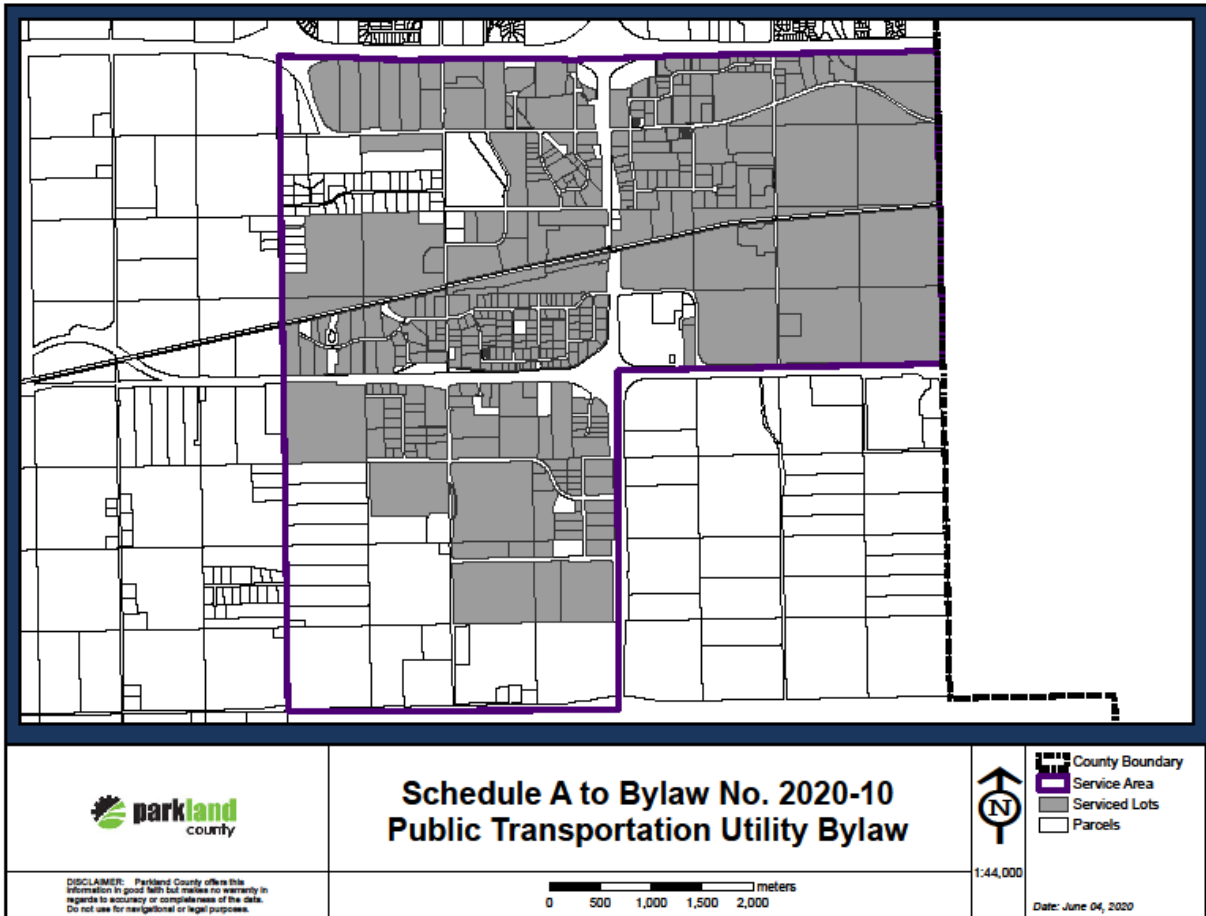 parkland
county
DISCLAIMER: Parkland County offers this
information in good faith but makes no warranty in
regards to accuracy or completeness of the data.
Do not use for navigational or legal purposes.
Schedule A to Bylaw No. 2020-10
Public Transportation Utility Bylaw
meters
0 500 1,000 1,500 2,000
N
1:44,000
County Boundary
Service Area
Serviced Lots
Parcels
Date: June 04, 2020